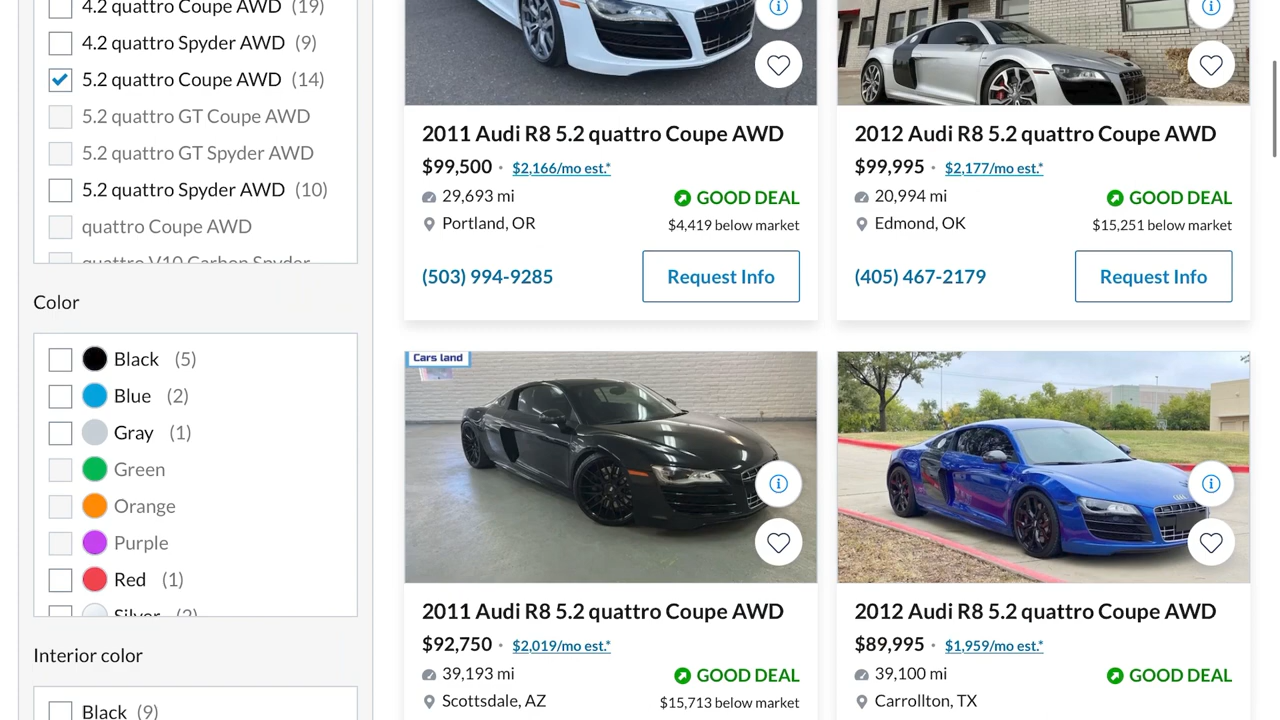 4.2 quattro Coupe AWD (19)
4.2 quattro Spyder AWD (9)
5.2 quattro Coupe AWD (14)
5.2 quattro GT Coupe AWD
5.2 quattro GT Spyder AWD
5.2 quattro Spyder AWD (10)
quattro Coupe AWD
quattro V10 Carbon Spyder
Color
Black (5)
Blue (2)
Gray (1)
Green
Orange
Purple
Red (1)
Silver (2)
Interior color
Black (9)
2011 Audi R8 5.2 quattro Coupe AWD
$99,500 · $2,166/mo est.*
29,693 mi
GOOD DEAL
Portland, OR
$4,419 below market
(503) 994-9285
Request Info
2012 Audi R8 5.2 quattro Coupe AWD
$99,995 · $2,177/mo est.*
20,994 mi
GOOD DEAL
Edmond, OK
$15,251 below market
(405) 467-2179
Request Info
Cars land
2011 Audi R8 5.2 quattro Coupe AWD
$92,750 · $2,019/mo est.*
39,193 mi
GOOD DEAL
Scottsdale, AZ
$15,713 below market
2012 Audi R8 5.2 quattro Coupe AWD
$89,995 · $1,959/mo est.*
39,100 mi
GOOD DEAL
Carrollton, TX